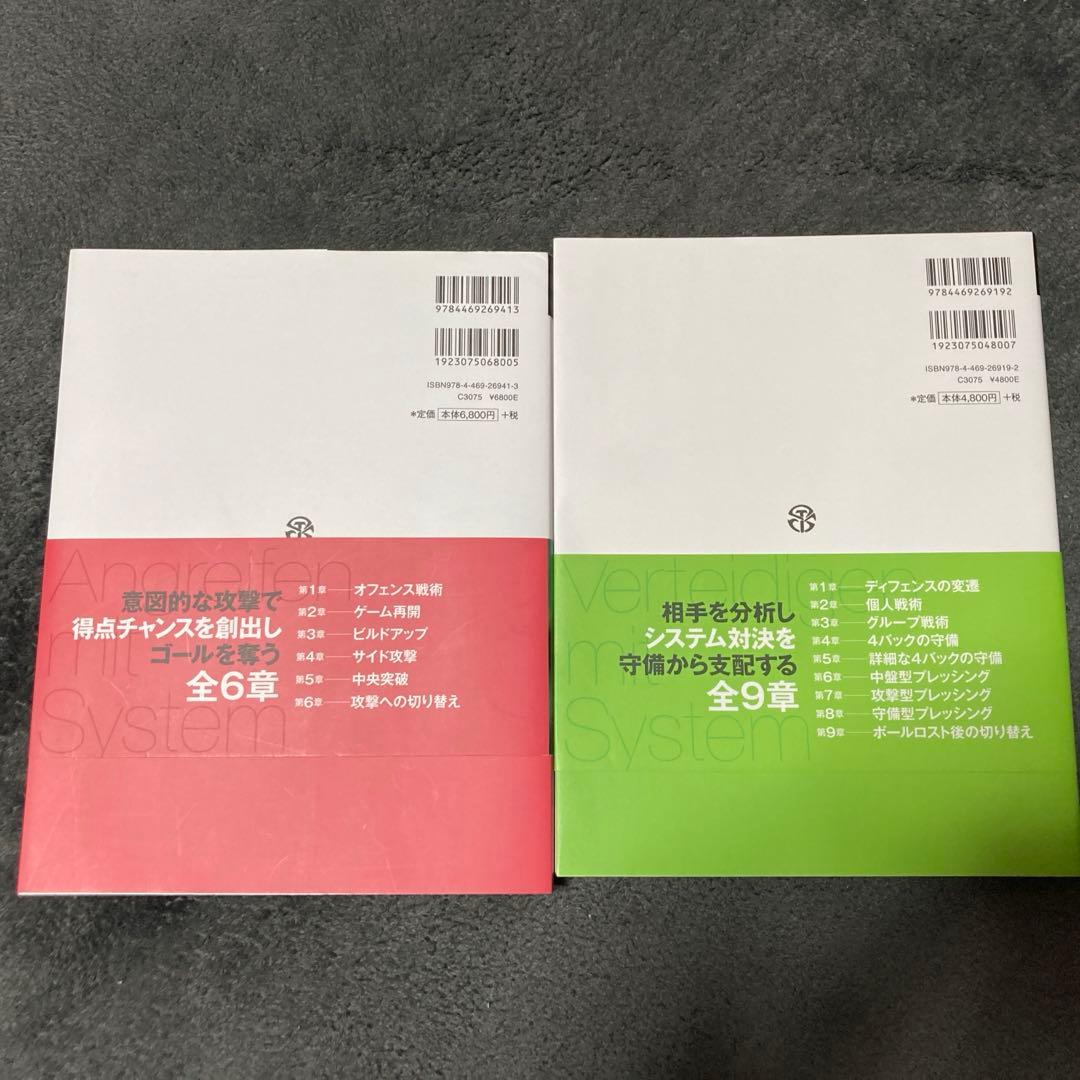 9784469269413
1923075068005
ISBN978-4-469-26941-3
C3075 ¥6800E
*定価 本体6,800円 +税
Angreifen
mit
System
意図的な攻撃で
得点チャンスを創出し
ゴールを奪う
全6章
第1章 オフェンス戦術
第2章 ゲーム再開
第3章 ビルドアップ
第4章 サイド攻撃
第5章 中央突破
第6章 攻撃への切り替え
9784469269192
1923075048007
ISBN978-4-469-26919-2
C3075 ¥4800E
*定価 本体4,800円 +税
Verteidigen
mit
System
相手を分析し
システム対決を
守備から支配する
全9章
第1章 ディフェンスの変遷
第2章 個人戦術
第3章 グループ戦術
第4章 4バックの守備
第5章 詳細な4バックの守備
第6章 中盤型プレッシング
第7章 攻撃型プレッシング
第8章 守備型プレッシング
第9章 ボールロスト後の切り替え